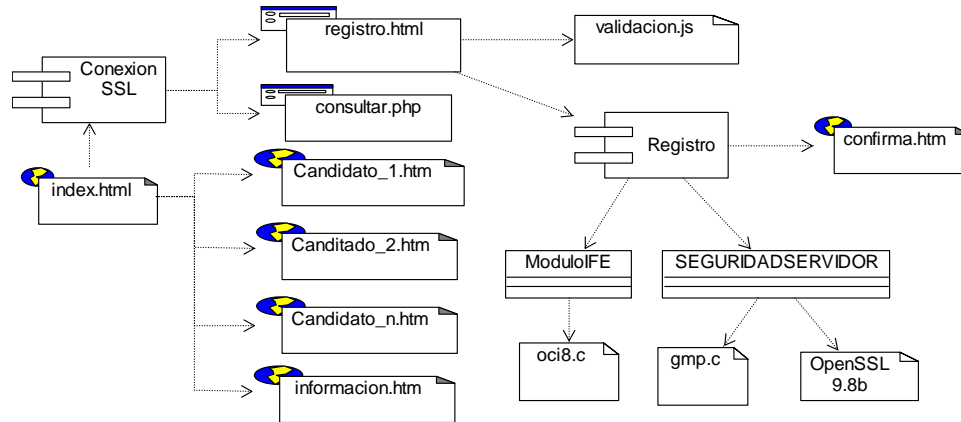 registro.html
validacion.js
Conexion
SSL
consultar.php
Registro
confirma.htm
index.html
Candidato_1.htm
Canditado_2.htm
ModuloIFE
SEGURIDADSERVIDOR
Candidato_n.htm
oci8.c
gmp.c
OpenSSL
9.8b
informacion.htm